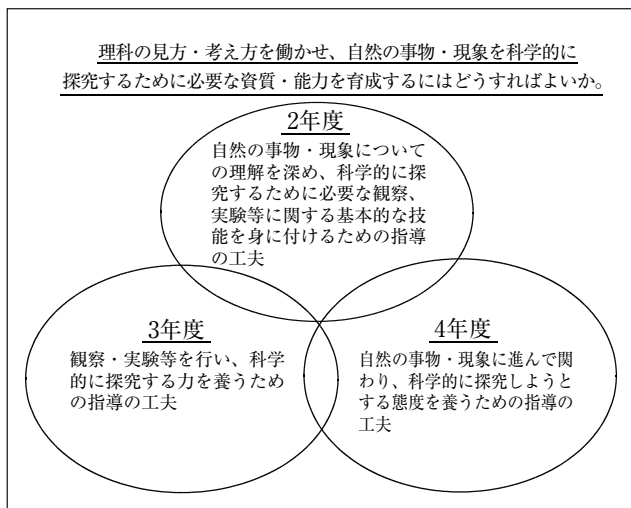 理科の見方・考え方を働かせ、自然の事物・現象を科学的に
探究するために必要な資質・能力を育成するにはどうすればよいか。
2年度
自然の事物・現象について
の理解を深め、科学的に探
究するために必要な観察、
実験等に関する基本的な技
能を身に付けるための指導
の工夫
3年度
観察・実験等を行い、科学
的に探究する力を養うため
の指導の工夫
4年度
自然の事物・現象に進んで関
わり、科学的に探究しようと
する態度を養うための指導の
工夫